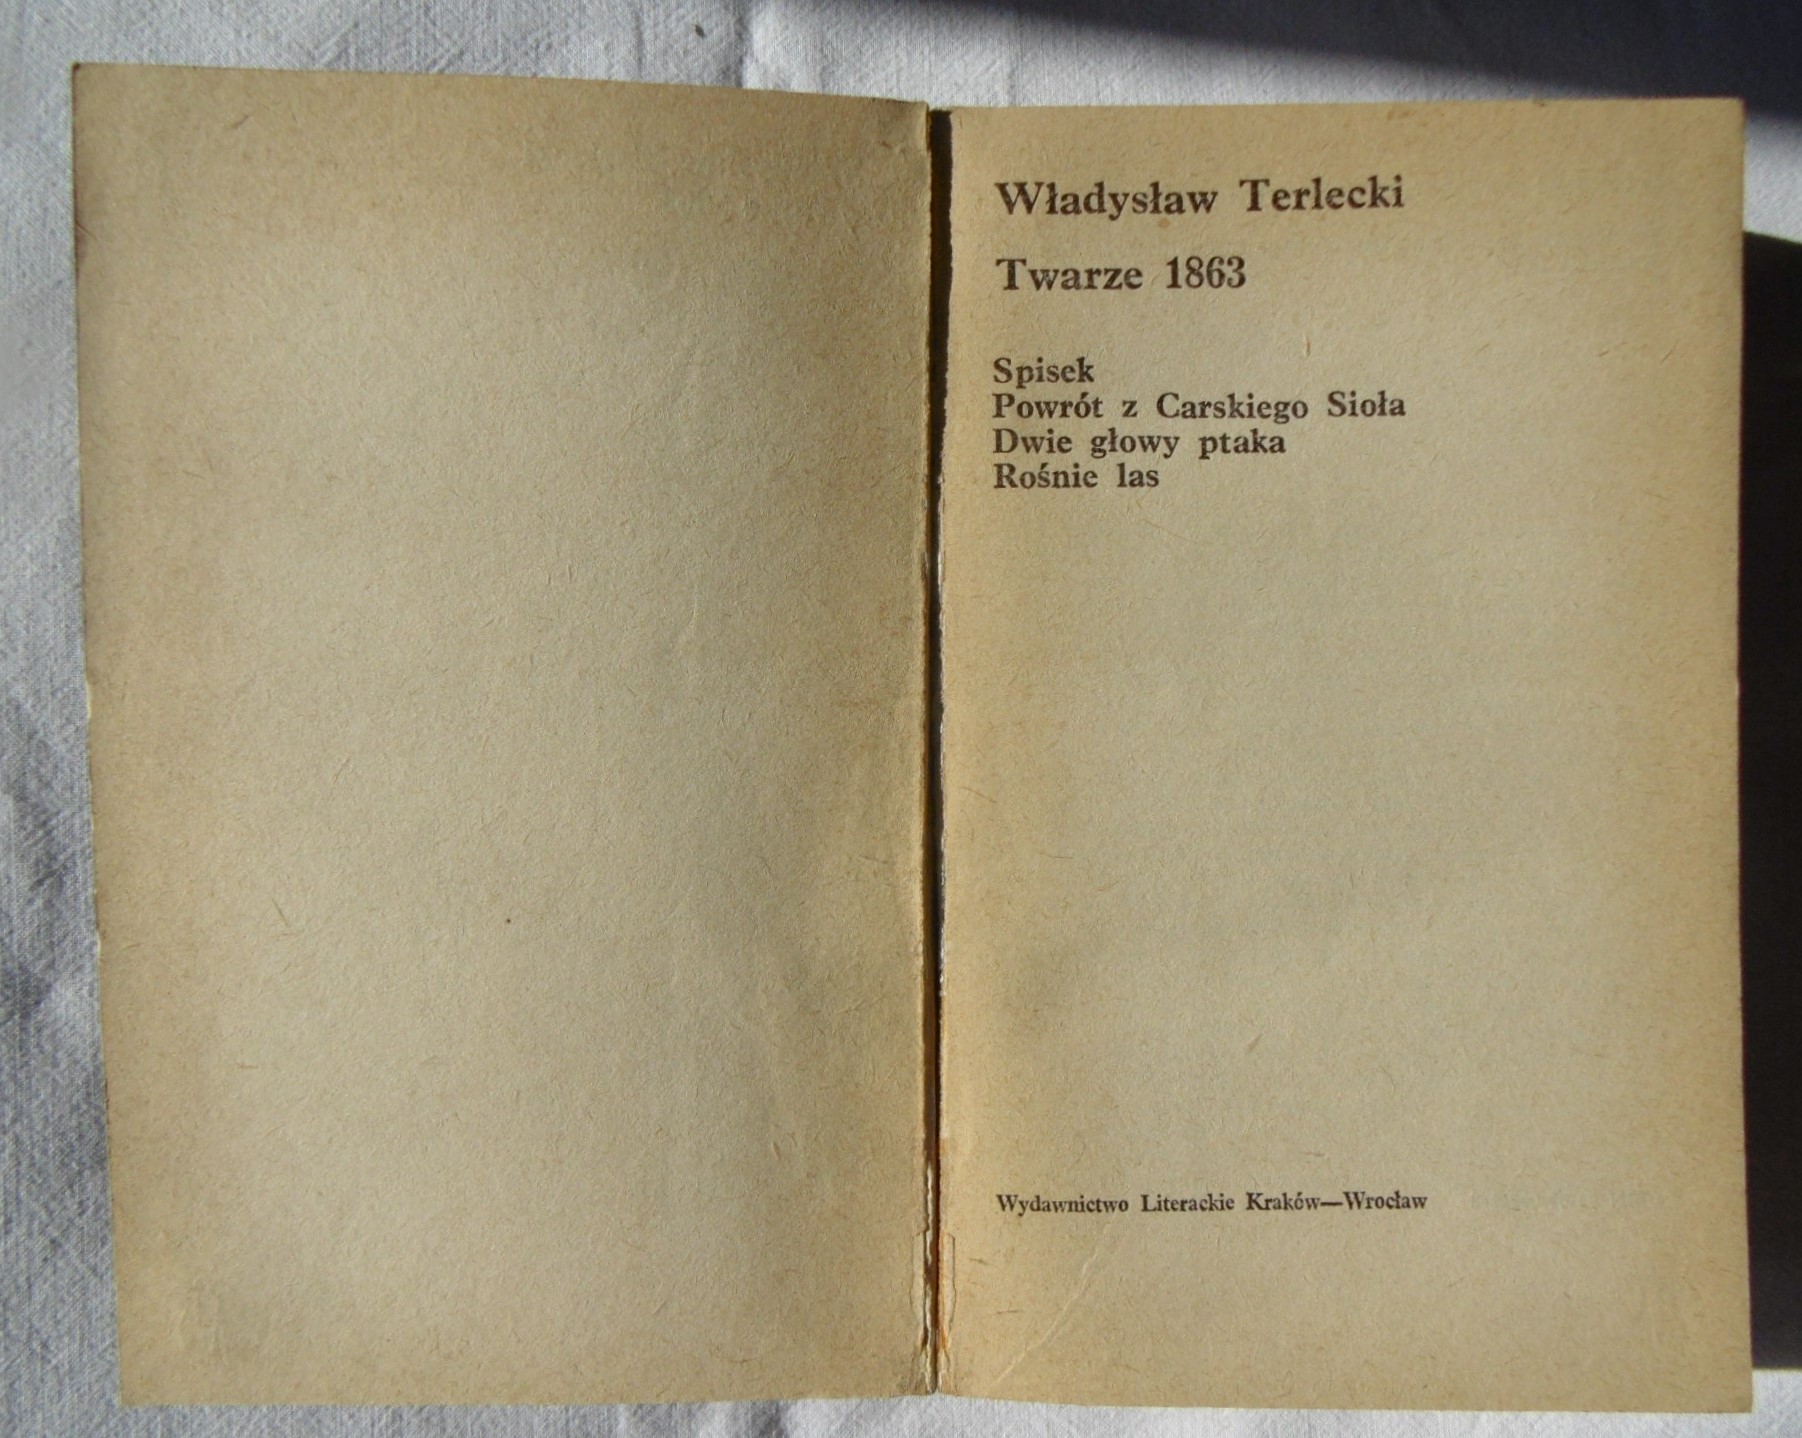 Władysław Terlecki
Twarze 1863
Spisek
Powrót z Carskiego Sioła
Dwie głowy ptaka
Rośnie las
Wydawnictwo Literackie Kraków—Wrocław